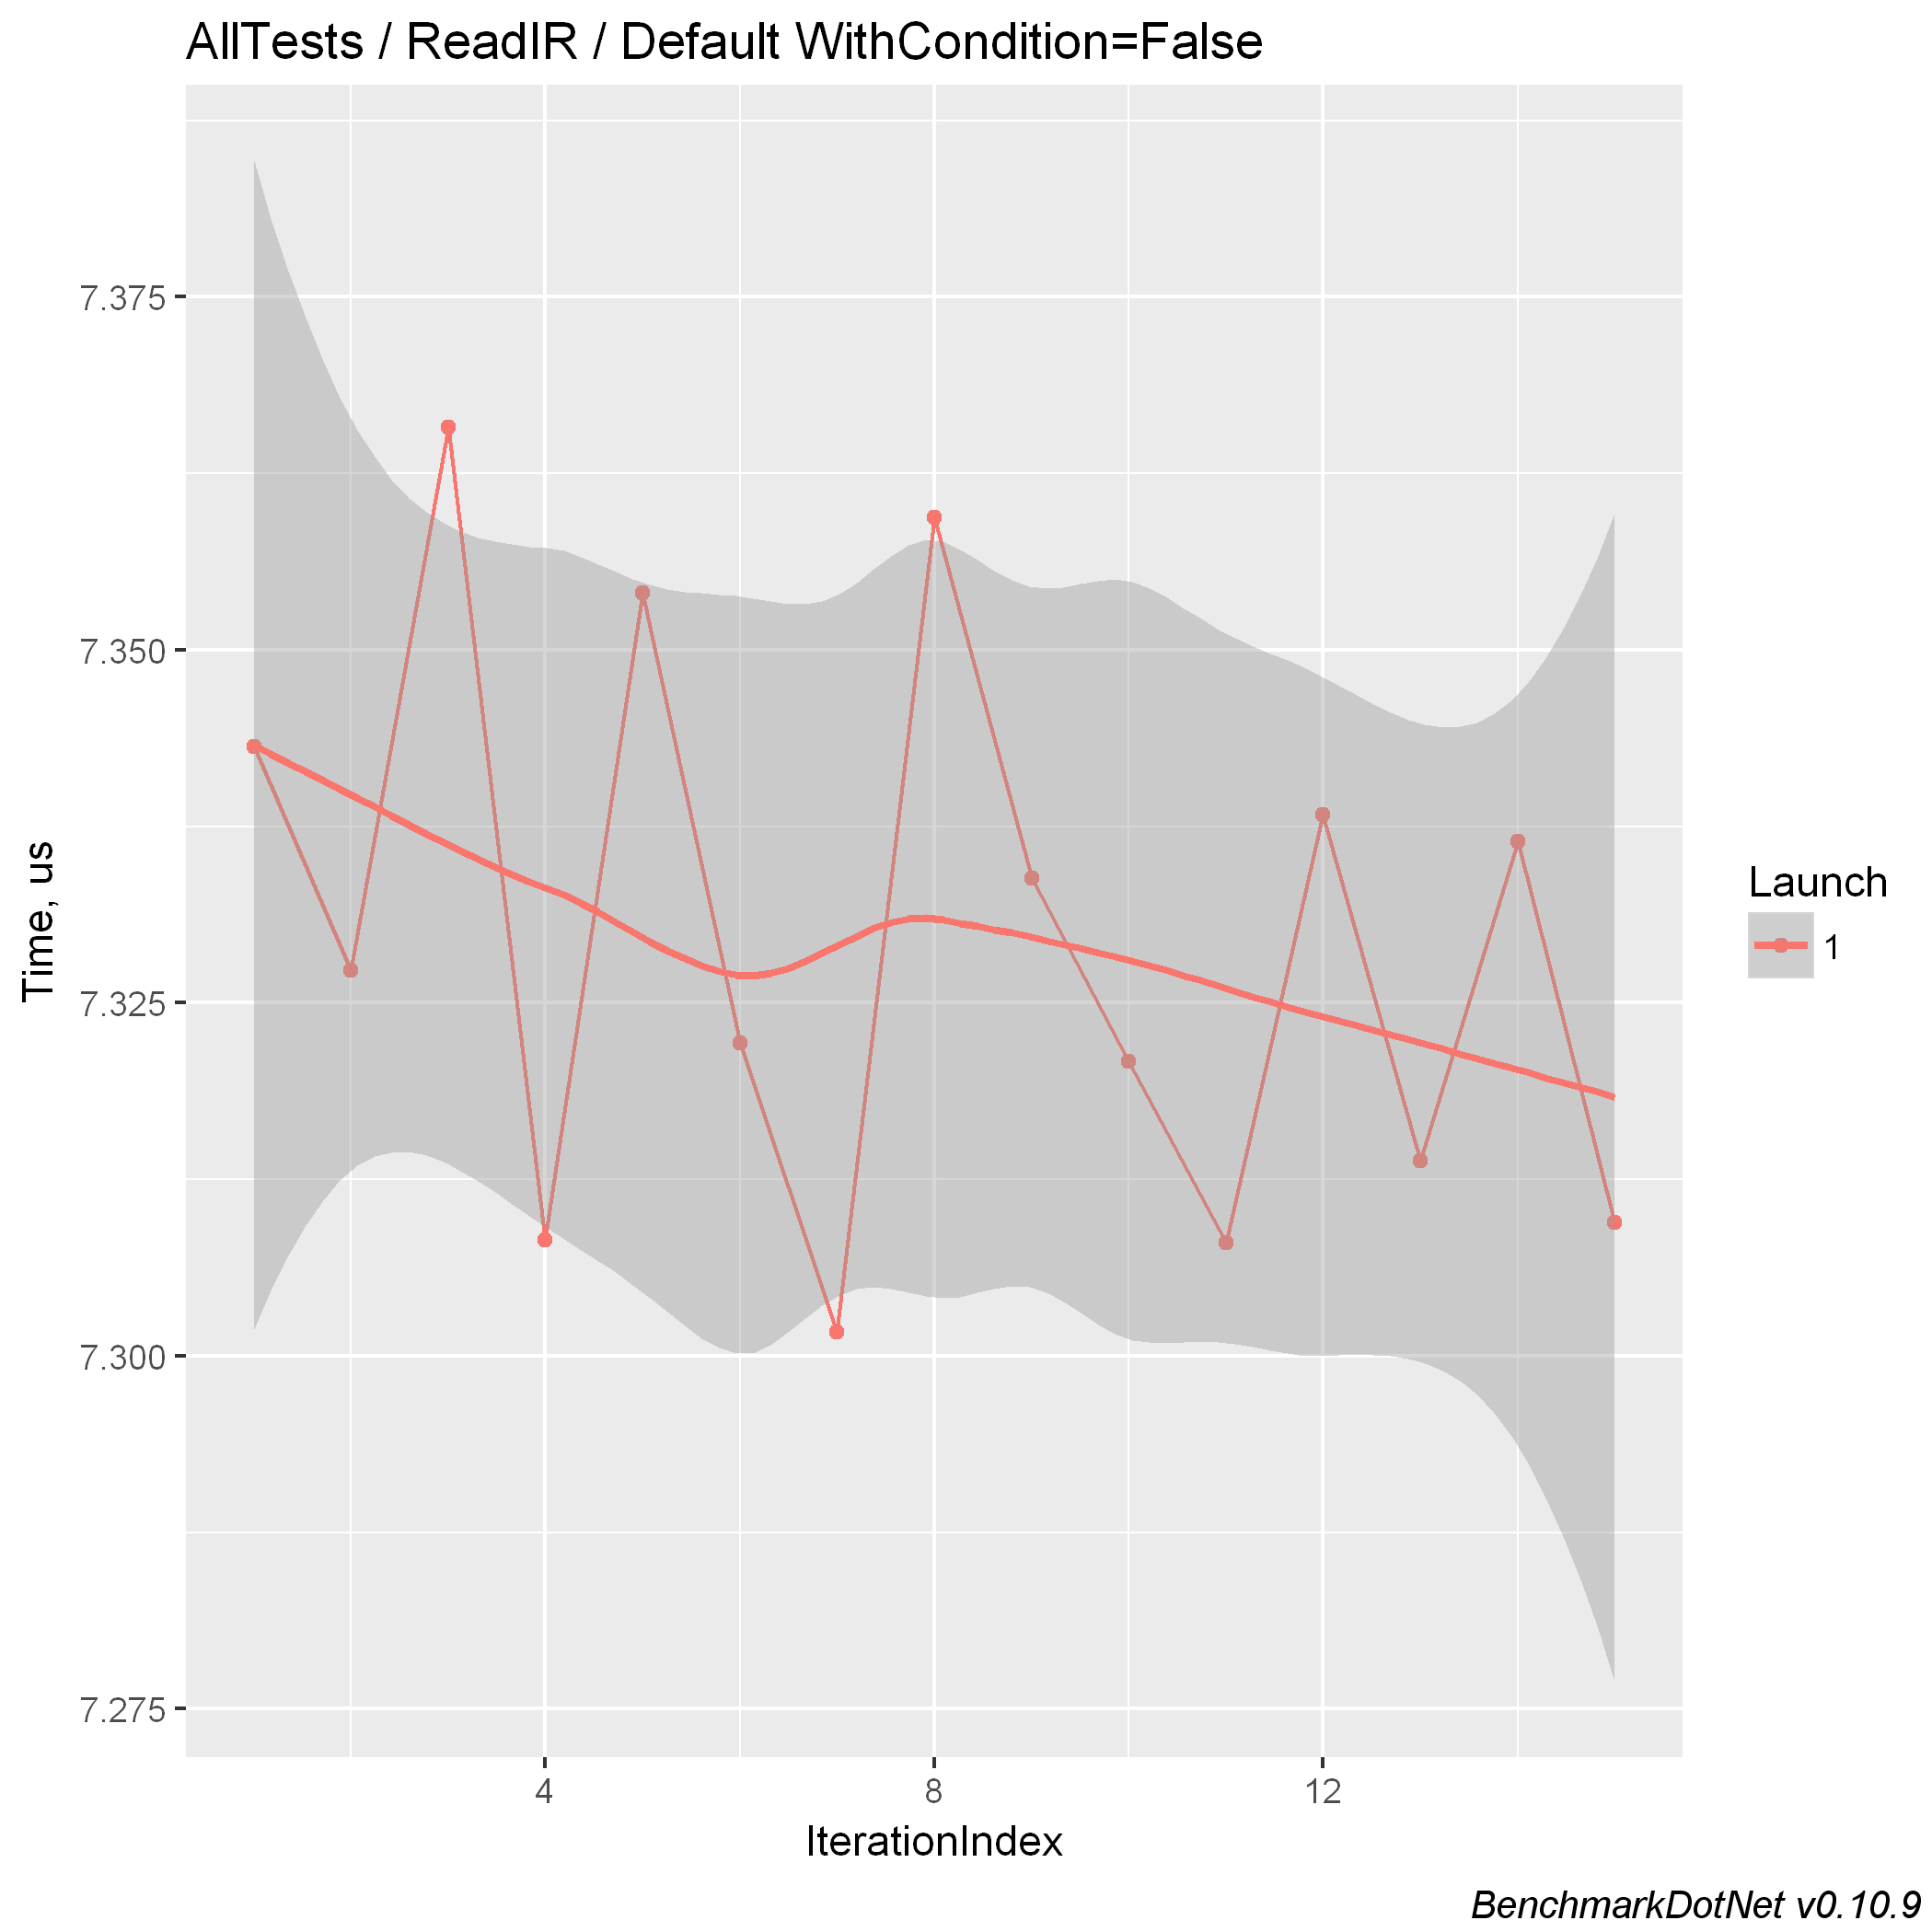 AllTests / ReadIR / Default WithCondition=False
7.375
7.350
7.325
7.300
7.275
Time, us
4
8
12
IterationIndex
Launch
1
BenchmarkDotNet v0.10.9